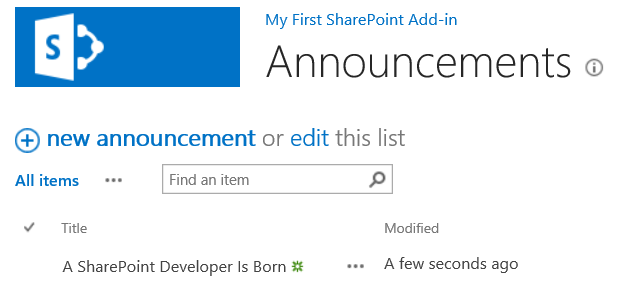 S
My First SharePoint Add-in
Announcements
new announcement or edit this list
All items ••• Find an item
Title Modified
A SharePoint Developer Is Born ••• A few seconds ago